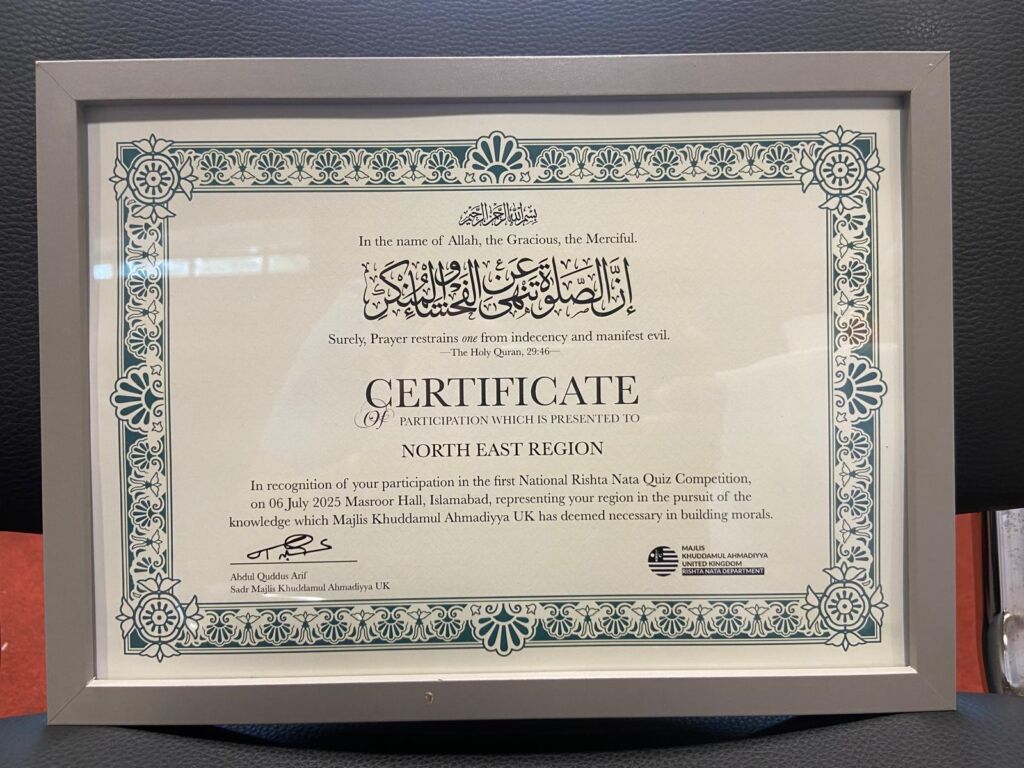 بسم الله الرحمن الرحيم
In the name of Allah, the Gracious, the Merciful.
إِنَّ الصَّلٰوةَ تَنْهٰى عَنِ الْفَحْشَآءِ وَالْمُنْكَرِ
Surely, Prayer restrains one from indecency and manifest evil.
—The Holy Quran, 29:46—
CERTIFICATE
Of PARTICIPATION WHICH IS PRESENTED TO
NORTH EAST REGION
In recognition of your participation in the first National Rishta Nata Quiz Competition,
on 06 July 2025 Masroor Hall, Islamabad, representing your region in the pursuit of the
knowledge which Majlis Khuddamul Ahmadiyya UK has deemed necessary in building morals.
Abdul Quddus Arif
Sadr Majlis Khuddamul Ahmadiyya UK
MAJLIS
KHUDDAMUL AHMADIYYA
UNITED KINGDOM
RISHTA NATA DEPARTMENT